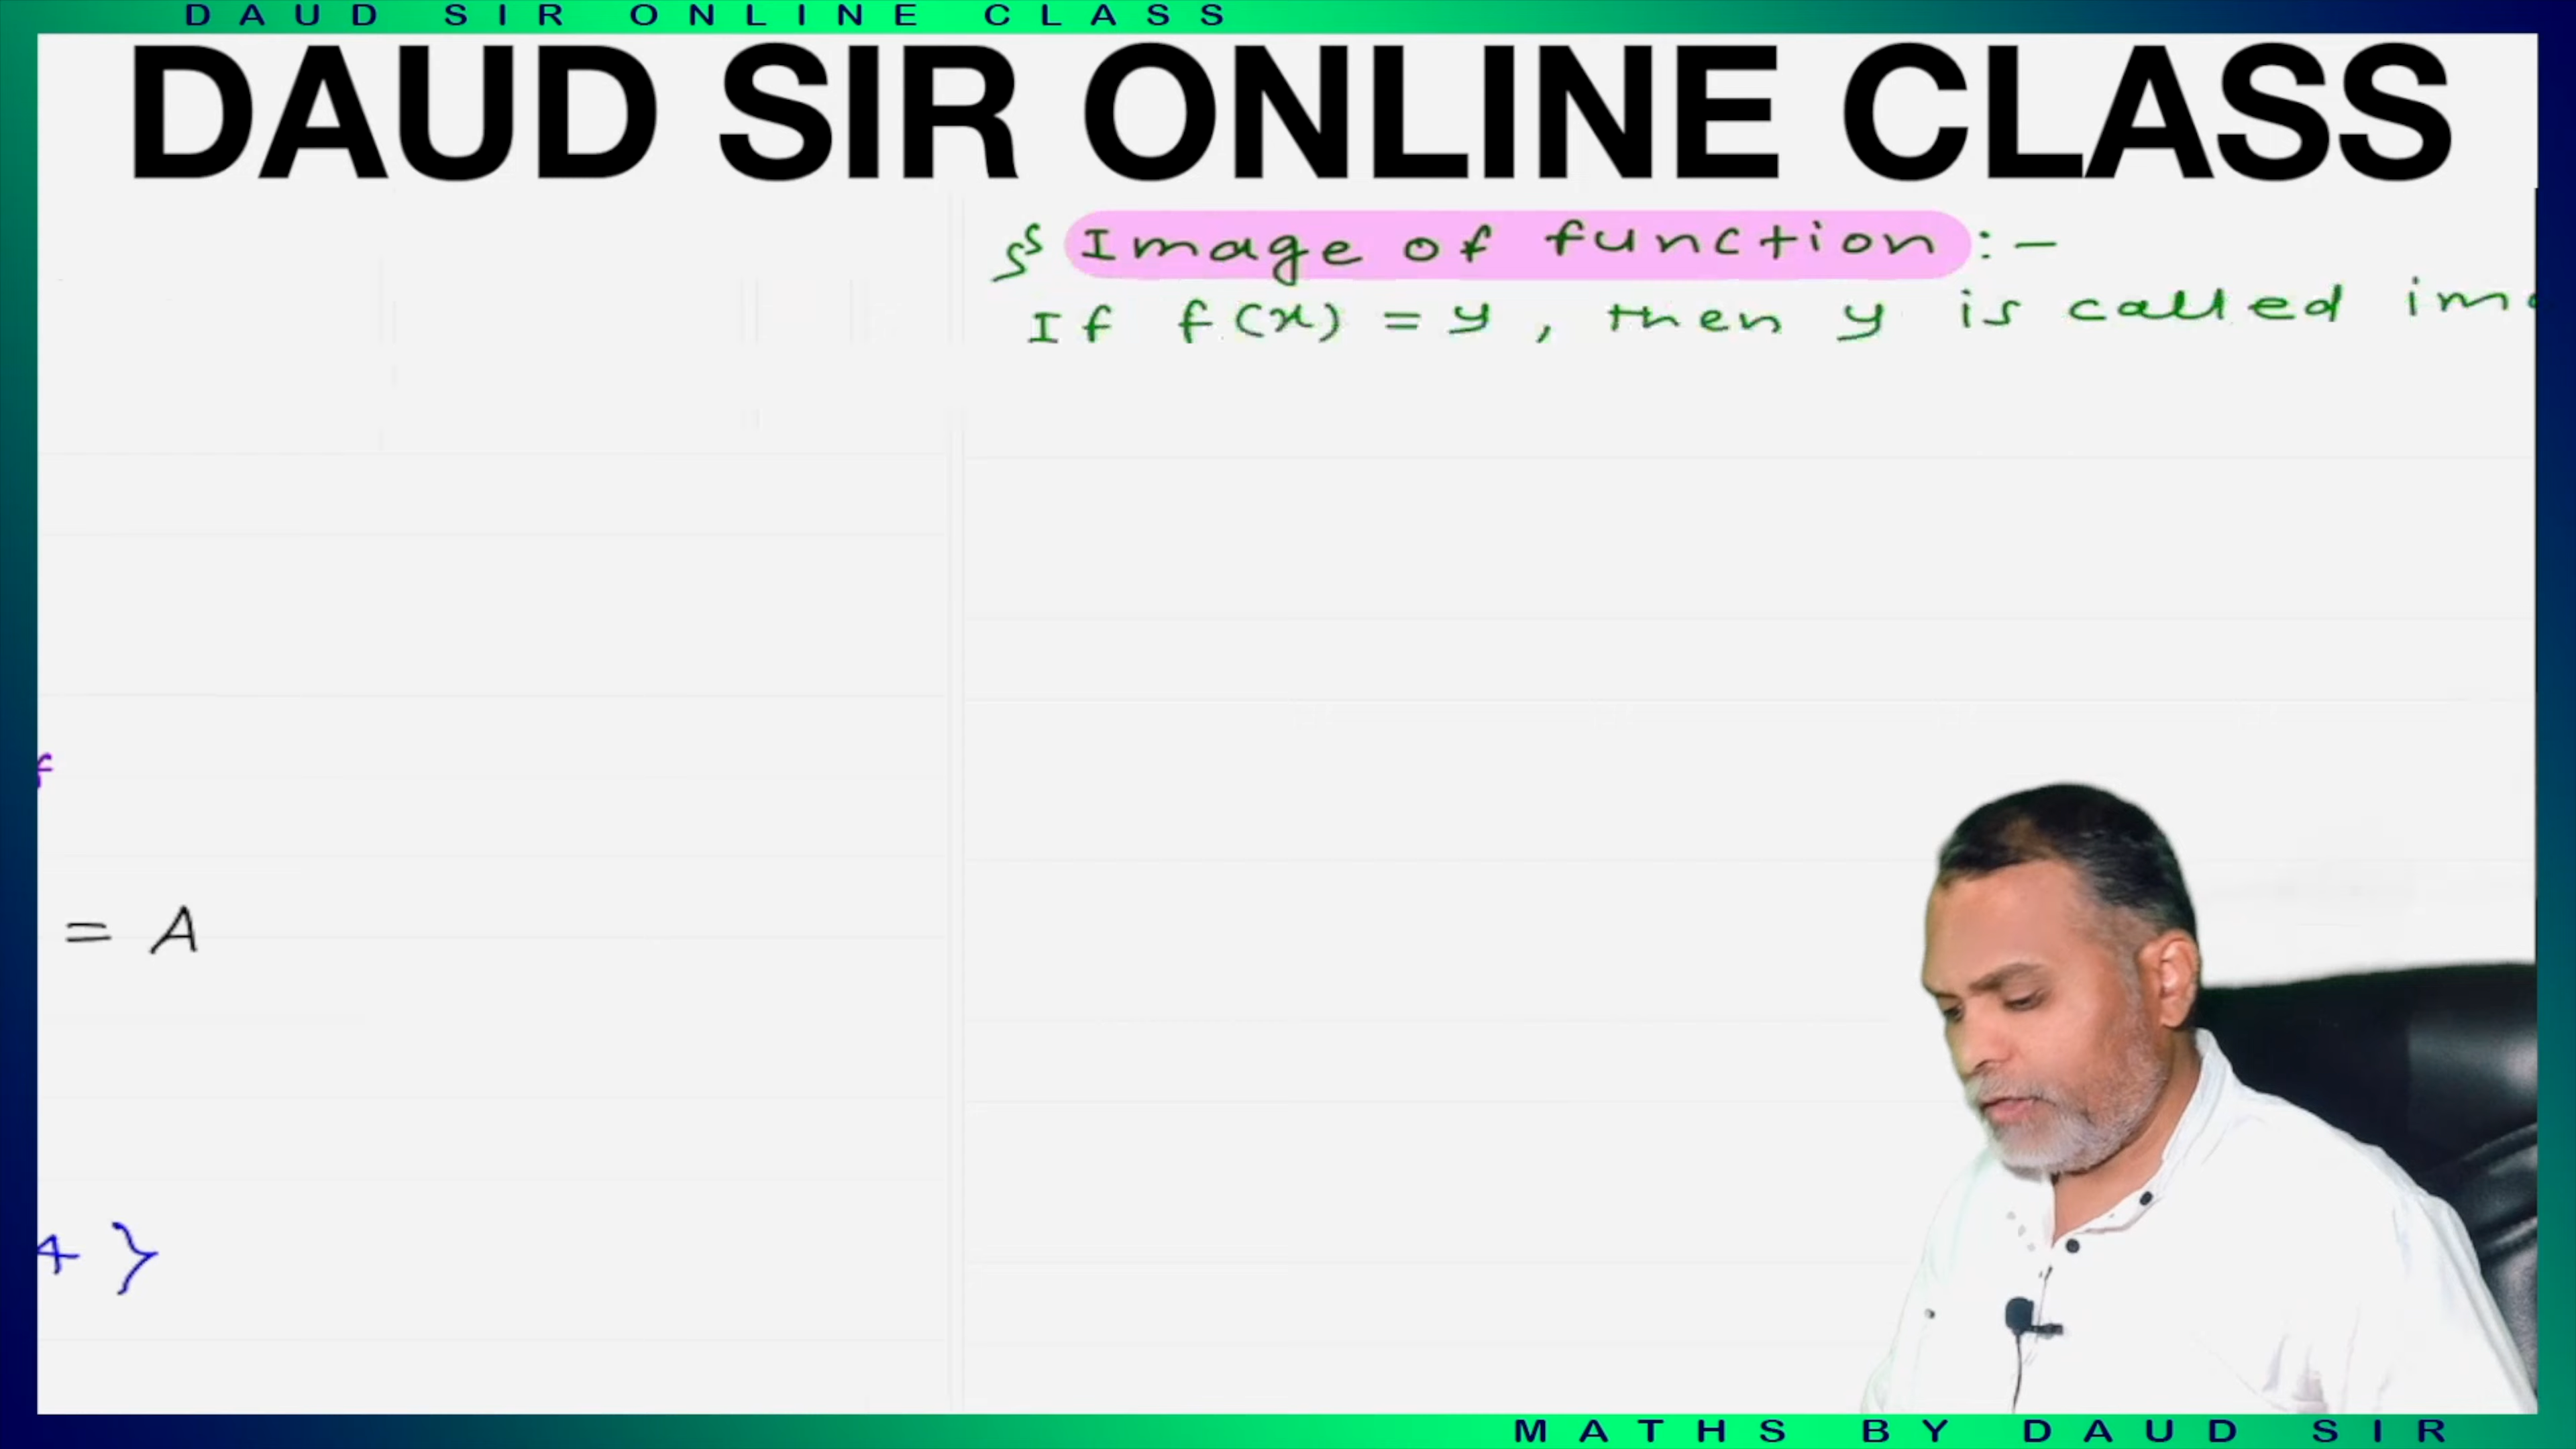 DAUD SIR ONLINE CLASS
DAUD SIR ONLINE CLASS
§ Image of function :-
If f(x) = y , then y is called
f
= A
}
MATHS BY DAUD SIR